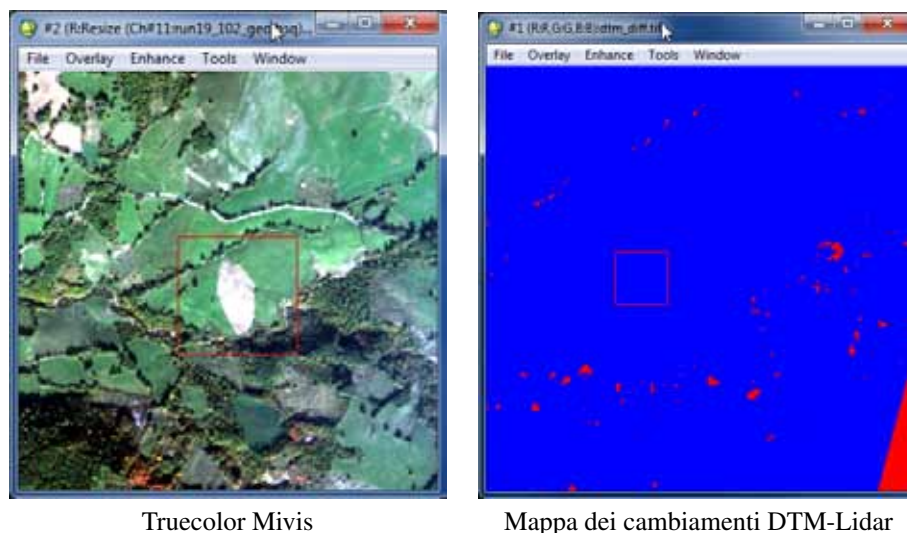 #2 (R:Resize (Ch#11:run19_102_geo
File Overlay Enhance Tools Window
#1 (R:R,G:G,B:B):dtm_diff.tif
File Overlay Enhance Tools Window
Truecolor Mivis
Mappa dei cambiamenti DTM-Lidar